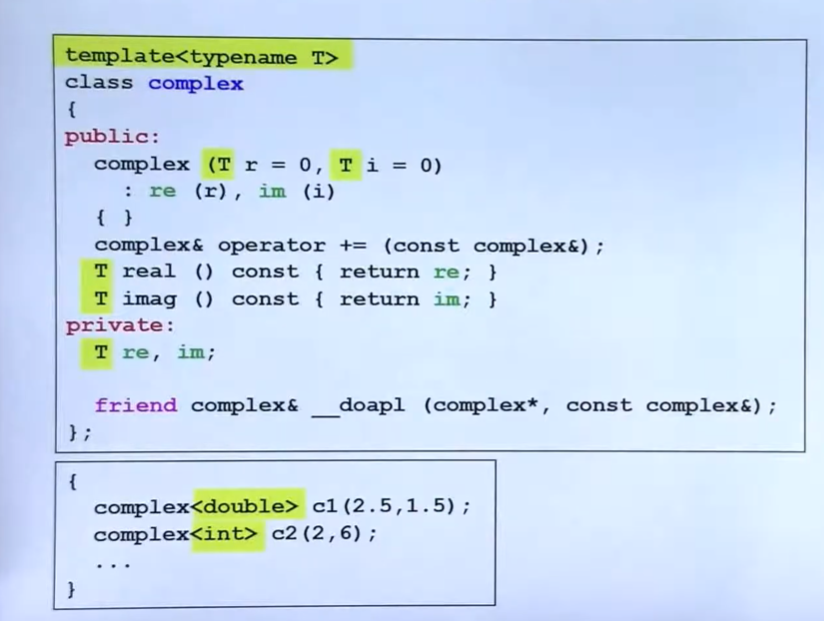 template<typename T>
class complex
{
public:
  complex (T r = 0, T i = 0)
    : re (r), im (i)
  { }
  complex& operator += (const complex&);
  T real () const { return re; }
  T imag () const { return im; }
private:
  T re, im;
  friend complex& __doapl (complex*, const complex&);
};
{
  complex<double> c1(2.5,1.5);
  complex<int> c2(2,6);
  ...
}